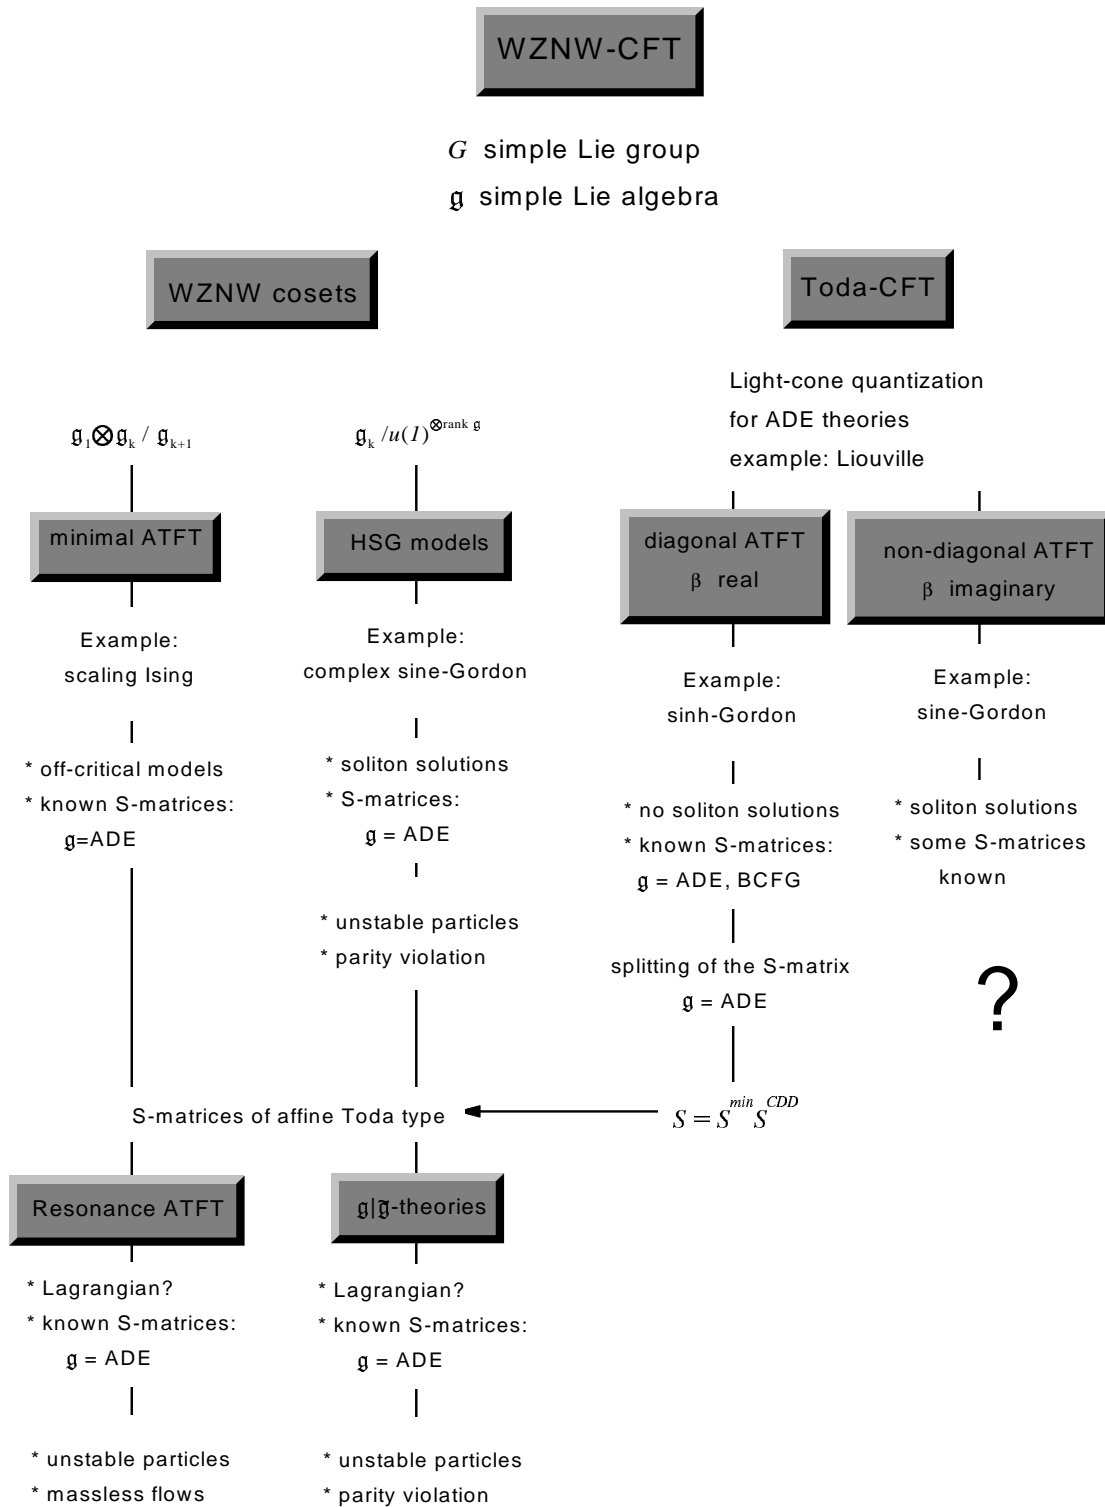 WZNW-CFT
G simple Lie group
𝔤 simple Lie algebra
WZNW cosets
Toda-CFT
Light-cone quantization
for ADE theories
example: Liouville
𝔤₁⊗𝔤ₖ / 𝔤ₖ₊₁
𝔤ₖ /u(1)^⊗rank 𝔤
minimal ATFT
Example:
scaling Ising
* off-critical models
* known S-matrices:
𝔤=ADE
HSG models
Example:
complex sine-Gordon
* soliton solutions
* S-matrices:
𝔤 = ADE
* unstable particles
* parity violation
diagonal ATFT
β real
Example:
sinh-Gordon
* no soliton solutions
* known S-matrices:
𝔤 = ADE, BCFG
splitting of the S-matrix
𝔤 = ADE
non-diagonal ATFT
β imaginary
Example:
sine-Gordon
* soliton solutions
* some S-matrices
known
?
S-matrices of affine Toda type
S = S^min S^CDD
Resonance ATFT
* Lagrangian?
* known S-matrices:
𝔤 = ADE
* unstable particles
* massless flows
𝔤|𝔤̃-theories
* Lagrangian?
* known S-matrices:
𝔤 = ADE
* unstable particles
* parity violation